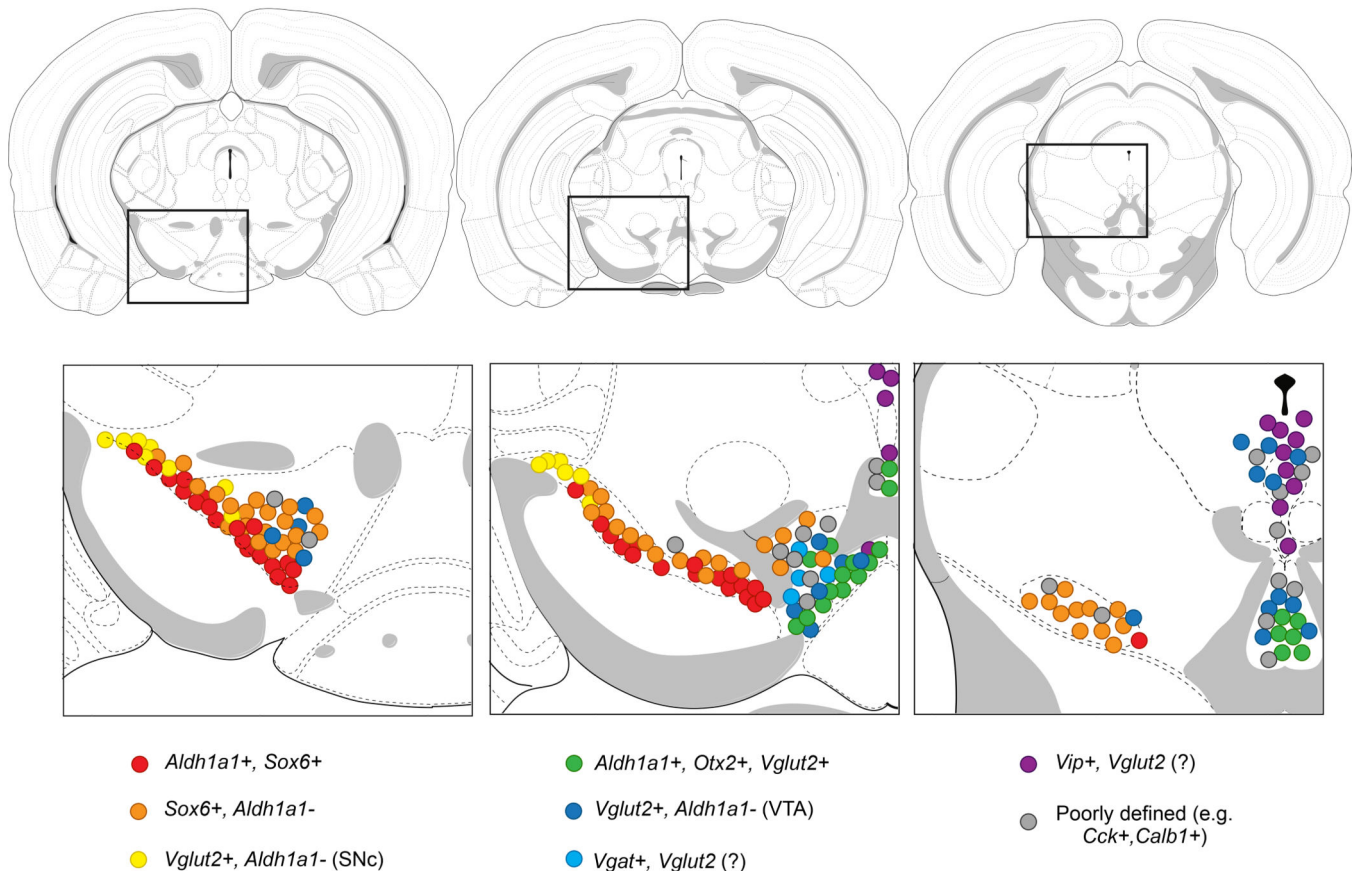 Aldh1a1+, Sox6+
Sox6+, Aldh1a1-
Vglut2+, Aldh1a1- (SNc)
Aldh1a1+, Otx2+, Vglut2+
Vglut2+, Aldh1a1- (VTA)
Vgat+, Vglut2 (?)
Vip+, Vglut2 (?)
Poorly defined (e.g.
Cck+,Calb1+)